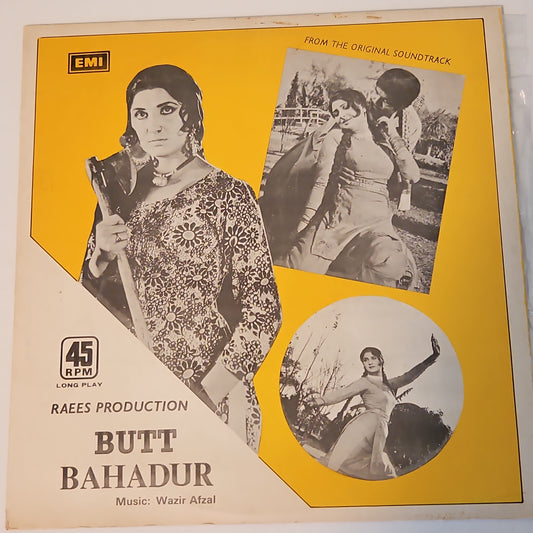 EMI
FROM THE ORIGINAL SOUNDTRACK
45
RPM
LONG PLAY
RAEES PRODUCTION
BUTT
BAHADUR
Music: Wazir Afzal